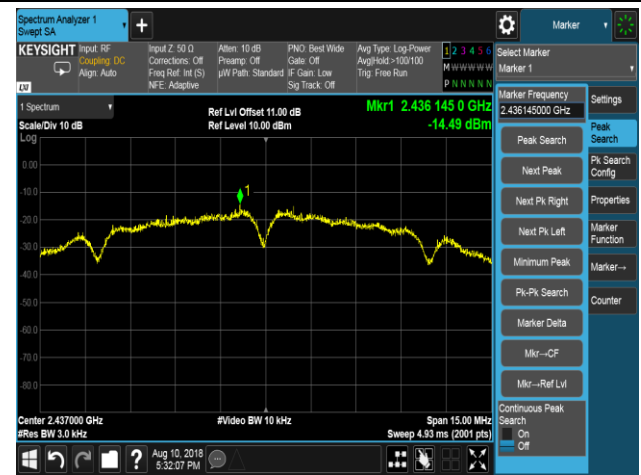 Spectrum Analyzer 1
Swept SA
+
Marker
KEYSIGHT
Input: RF
Coupling: DC
Align: Auto
Input Z: 50 Ω
Corrections: Off
Freq Ref: Int (S)
NFE: Adaptive
Atten: 10 dB
Preamp: Off
µW Path: Standard
PNO: Best Wide
Gate: Off
IF Gain: Low
Sig Track: Off
Avg Type: Log-Power
Avg|Hold:>100/100
Trig: Free Run
1 2 3 4 5 6
M W W W W W
P N N N N N
LXI
Select Marker
Marker 1
1 Spectrum
Scale/Div 10 dB
Log
Ref Lvl Offset 11.00 dB
Ref Level 10.00 dBm
Mkr1 2.436 145 0 GHz
-14.49 dBm
0.00
-10.0
-20.0
-30.0
-40.0
-50.0
-60.0
-70.0
-80.0
1
Center 2.437000 GHz
#Res BW 3.0 kHz
#Video BW 10 kHz
Span 15.00 MHz
Sweep 4.93 ms (2001 pts)
Marker Frequency
2.436145000 GHz
Peak Search
Next Peak
Next Pk Right
Next Pk Left
Minimum Peak
Pk-Pk Search
Marker Delta
Mkr→CF
Mkr→Ref Lvl
Continuous Peak
Search
On
Off
Settings
Peak
Search
Pk Search
Config
Properties
Marker
Function
Marker→
Counter
?
Aug 10, 2018
5:32:07 PM